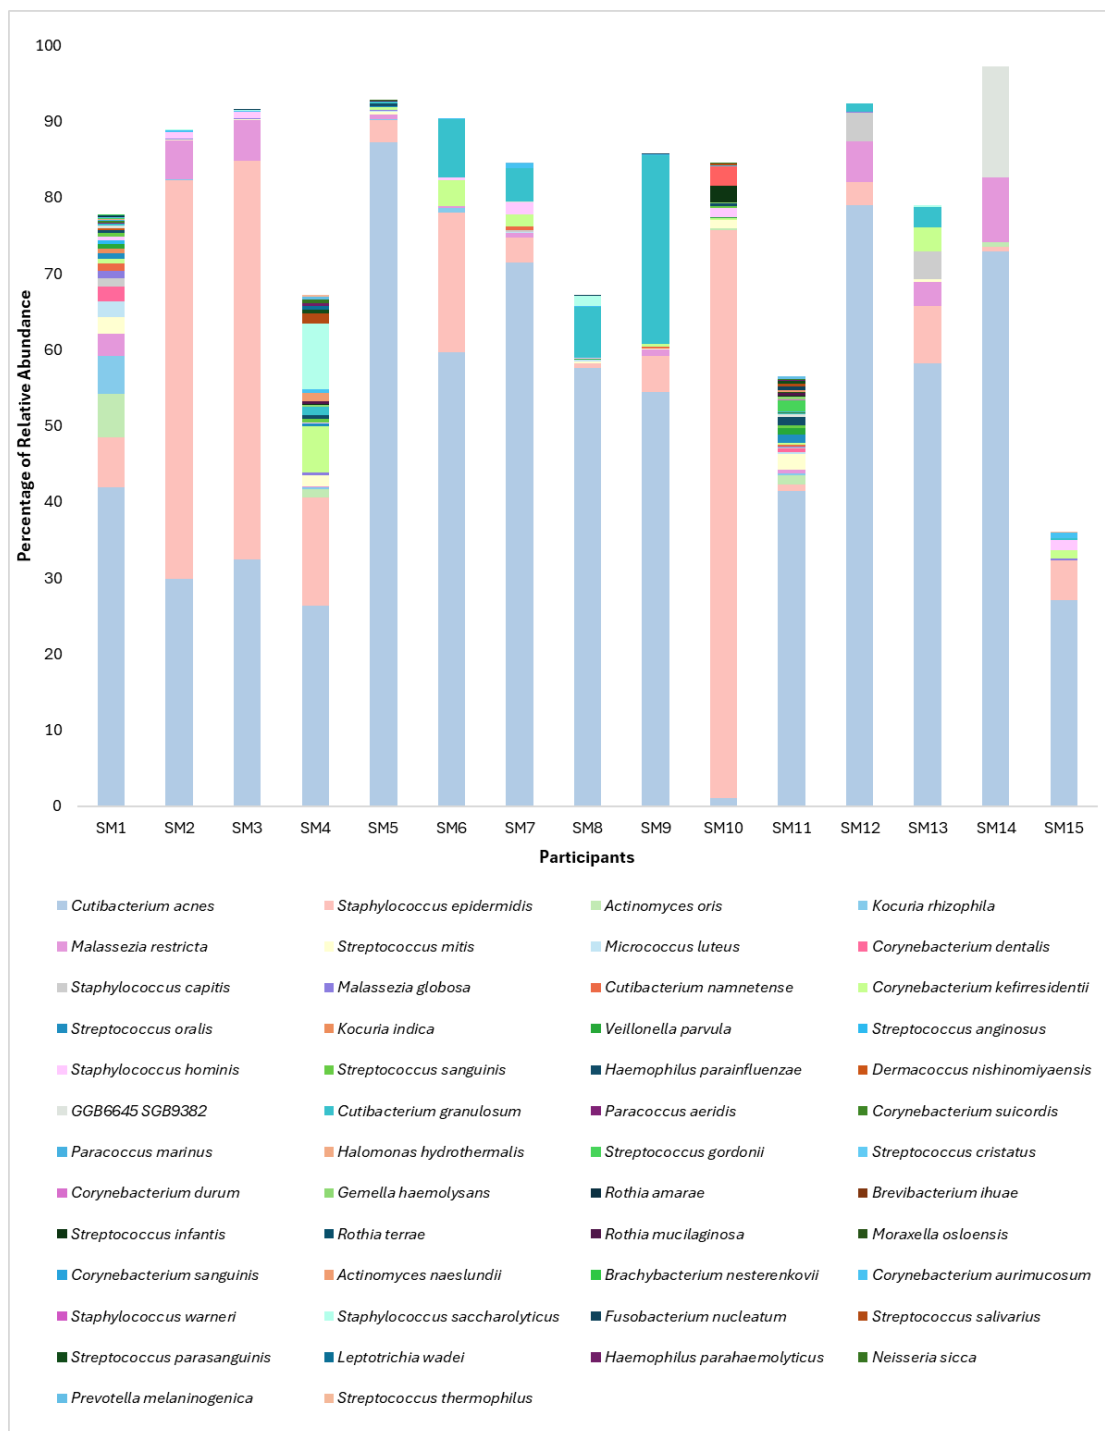 100
90
80
70
60
50
40
30
20
10
0
Percentage of Relative Abundance
SM1 SM2 SM3 SM4 SM5 SM6 SM7 SM8 SM9 SM10 SM11 SM12 SM13 SM14 SM15
Participants
Cutibacterium acnes Staphylococcus epidermidis Actinomyces oris Kocuria rhizophila
Malassezia restricta Streptococcus mitis Micrococcus luteus Corynebacterium dentalis
Staphylococcus capitis Malassezia globosa Cutibacterium namnetense Corynebacterium kefirresidentii
Streptococcus oralis Kocuria indica Veillonella parvula Streptococcus anginosus
Staphylococcus hominis Streptococcus sanguinis Haemophilus parainfluenzae Dermacoccus nishinomiyaensis
GGB6645 SGB9382 Cutibacterium granulosum Paracoccus aeridis Corynebacterium suicordis
Paracoccus marinus Halomonas hydrothermalis Streptococcus gordonii Streptococcus cristatus
Corynebacterium durum Gemella haemolysans Rothia amarae Brevibacterium ihuae
Streptococcus infantis Rothia terrae Rothia mucilaginosa Moraxella osloensis
Corynebacterium sanguinis Actinomyces naeslundii Brachybacterium nesterenkovii Corynebacterium aurimucosum
Staphylococcus warneri Staphylococcus saccharolyticus Fusobacterium nucleatum Streptococcus salivarius
Streptococcus parasanguinis Leptotrichia wadei Haemophilus parahaemolyticus Neisseria sicca
Prevotella melaninogenica Streptococcus thermophilus